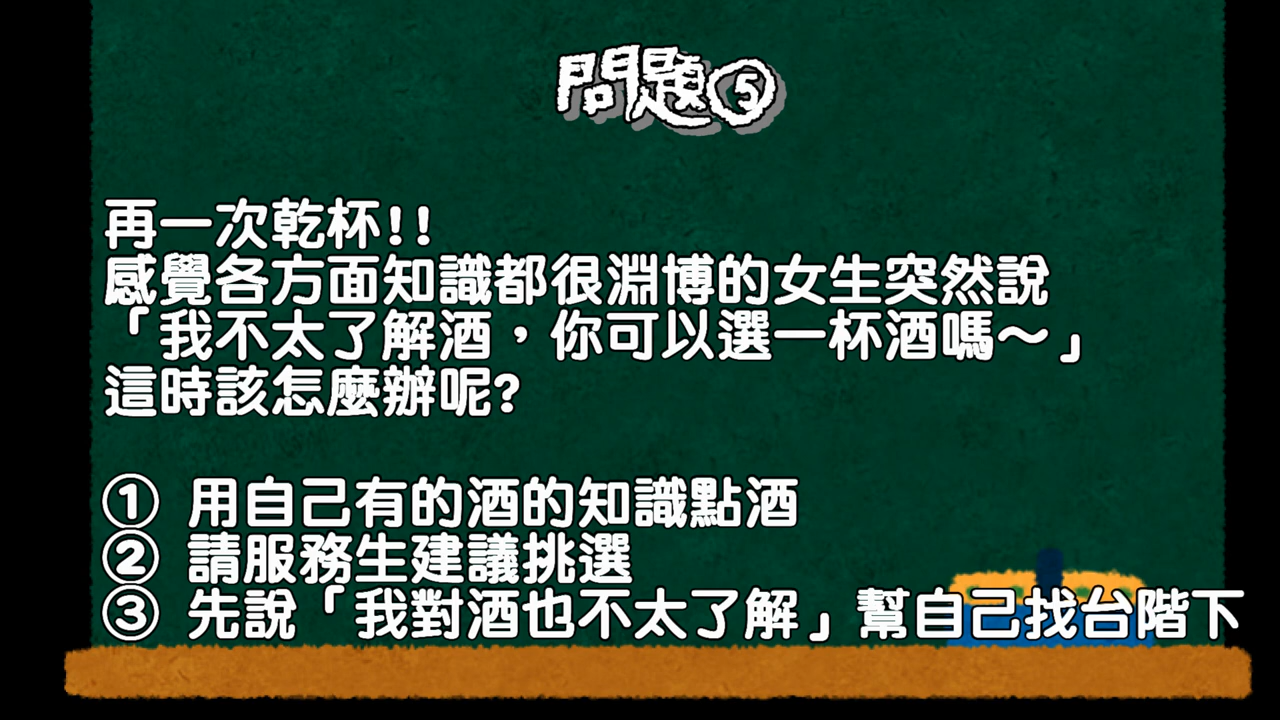 問題⑤
再一次乾杯!!
感覺各方面知識都很淵博的女生突然說
「我不太了解酒，你可以選一杯酒嗎～」
這時該怎麼辦呢?
① 用自己有的酒的知識點酒
② 請服務生建議挑選
③ 先說「我對酒也不太了解」幫自己找台階下